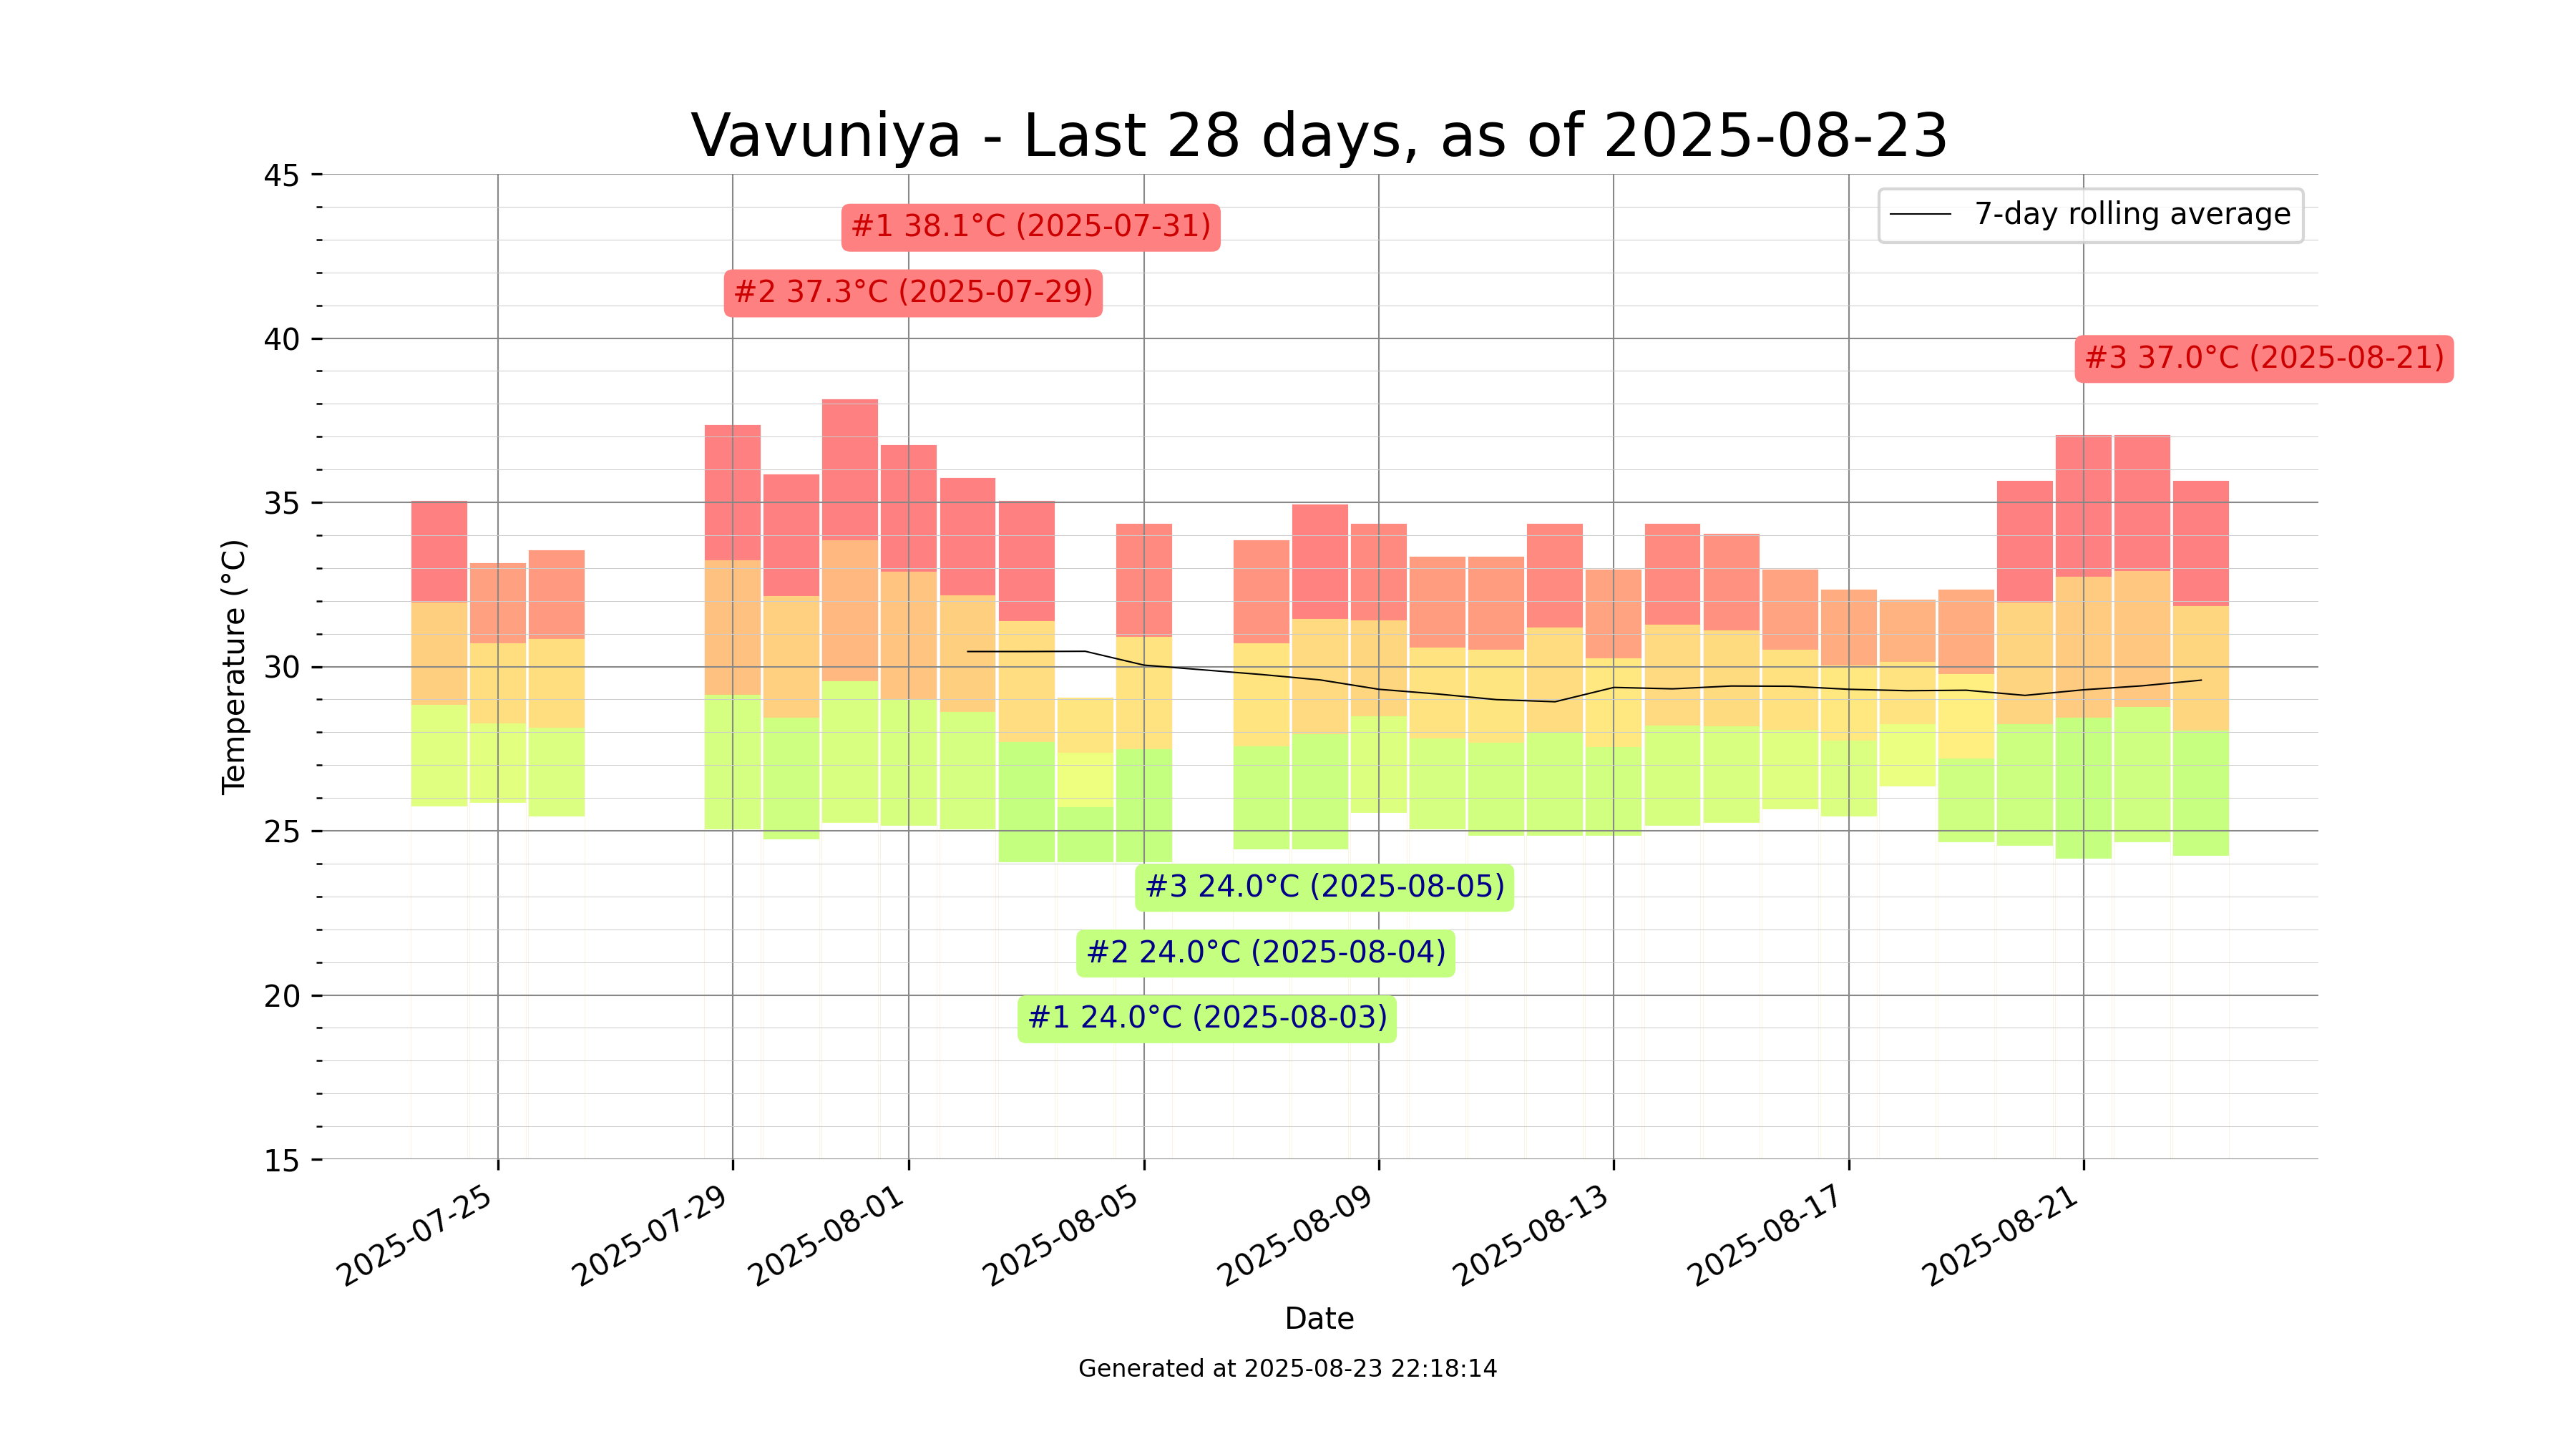 Vavuniya - Last 28 days, as of 2025-08-23
45
40
35
30
25
20
15
Temperature (°C)
7-day rolling average
#1 38.1°C (2025-07-31)
#2 37.3°C (2025-07-29)
#3 37.0°C (2025-08-21)
#3 24.0°C (2025-08-05)
#2 24.0°C (2025-08-04)
#1 24.0°C (2025-08-03)
2025-07-25
2025-07-29
2025-08-01
2025-08-05
2025-08-09
2025-08-13
2025-08-17
2025-08-21
Date
Generated at 2025-08-23 22:18:14